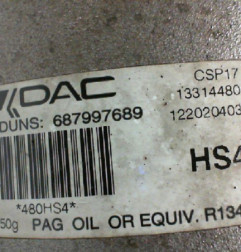 DAC
CSP17
13314480
DUNS: 687997689
122020403
HS4
*480HS4*
50g PAG OIL OR EQUIV. R134